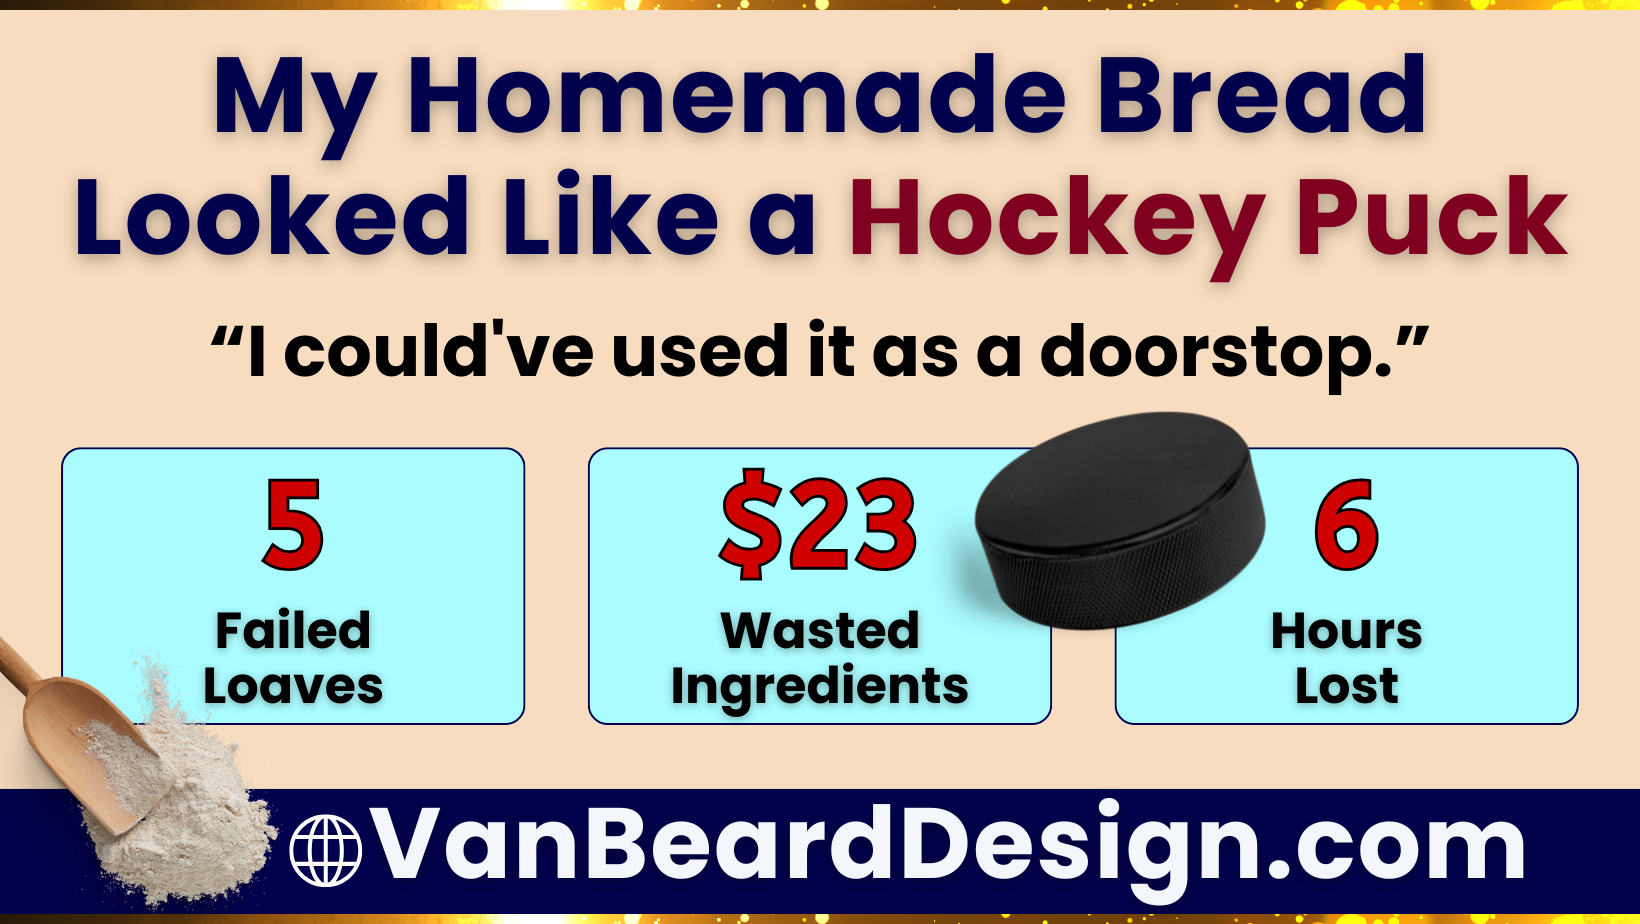 My Homemade Bread
Looked Like a Hockey Puck
“I could've used it as a doorstop.”
5
Failed
Loaves
$23
Wasted
Ingredients
6
Hours
Lost
VanBeardDesign.com